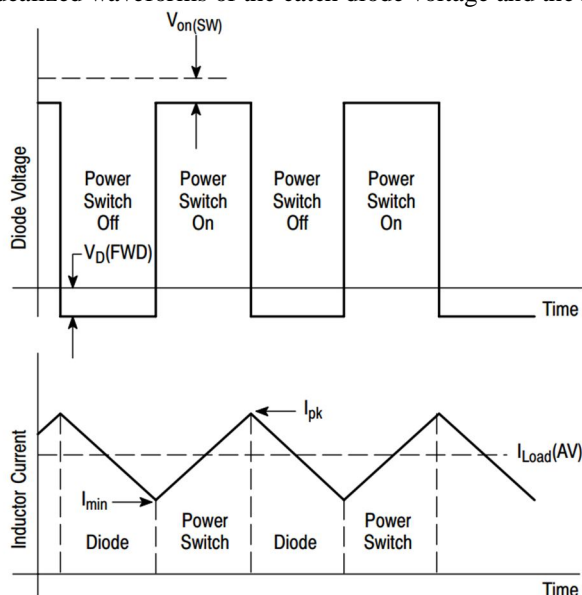 ealized waveforms of the catch diode voltage and the
Von(SW)
Diode Voltage
Power
Switch
Off
Power
Switch
On
Power
Switch
Off
Power
Switch
On
VD(FWD)
Time
Inductor Current
Ipk
ILoad(AV)
Imin
Diode
Power
Switch
Diode
Power
Switch
Time